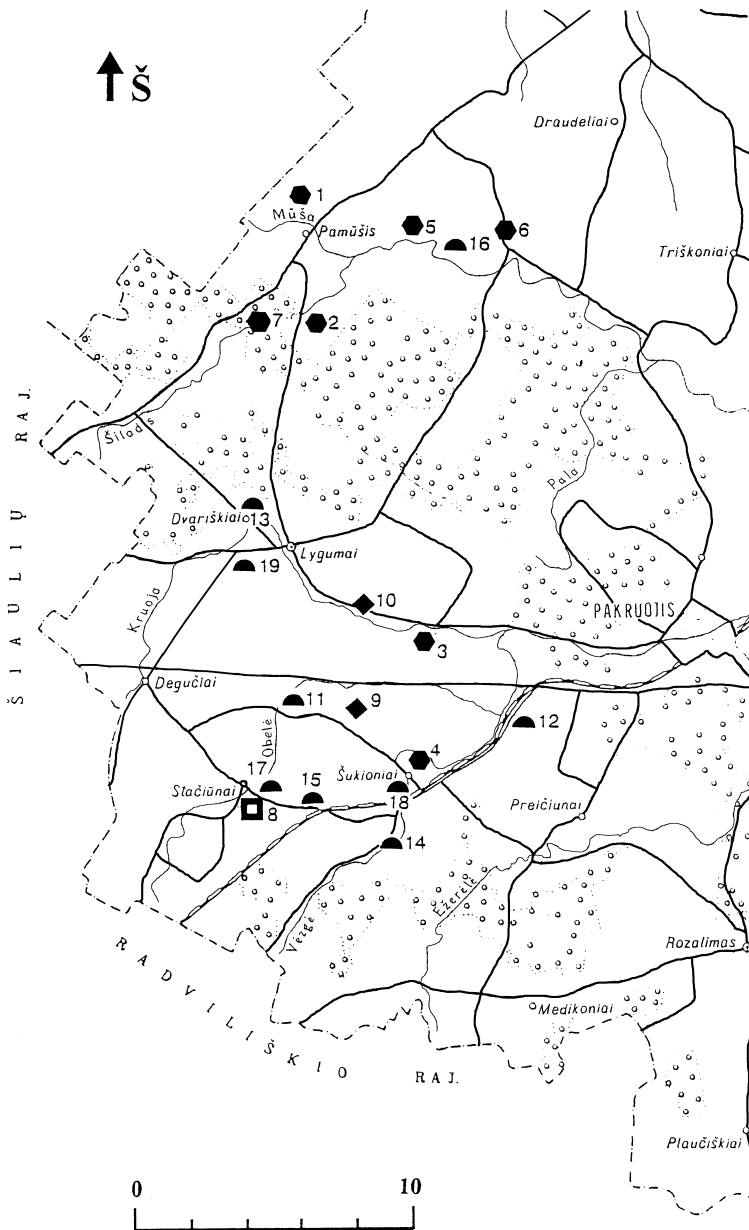 Š
Draudeliai
1
Mūša
Pamūšis
5
6
16
Triškoniai
7
2
Šiladis
Pala
ŠIAULIŲ RAJ.
Dvariškiai
13
Lygumai
19
Kruoja
10
PAKRUOTIS
3
Degučiai
11
9
12
Obelė
4
17
15
Šukioniai
Stačiūnai
18
8
Preičiunai
14
Ežerelė
Vėzgė
Rozalimas
RADVILIŠKIO RAJ.
Medikoniai
Plaučiškiai
0 10